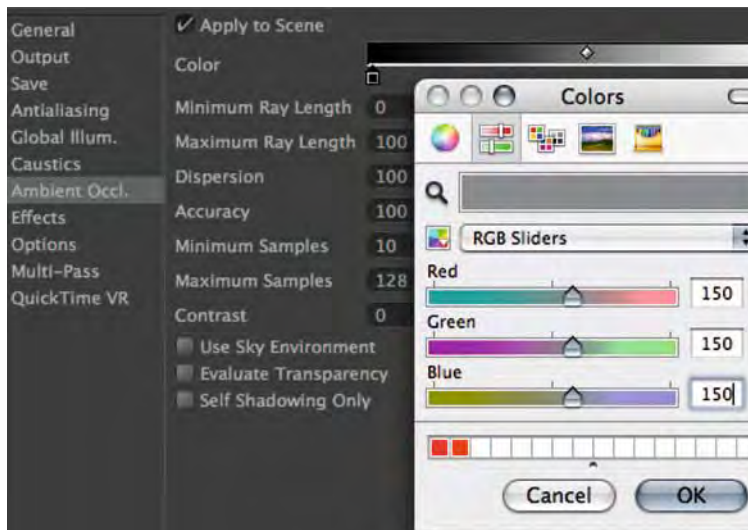 General
Output
Save
Antialiasing
Global Illum.
Caustics
Ambient Occl.
Effects
Options
Multi-Pass
QuickTime VR
Apply to Scene
Color
Minimum Ray Length 0
Maximum Ray Length 100
Dispersion 100
Accuracy 100
Minimum Samples 10
Maximum Samples 128
Contrast 0
Use Sky Environment
Evaluate Transparency
Self Shadowing Only
Colors
RGB Sliders
Red
150
Green
150
Blue
150
Cancel OK